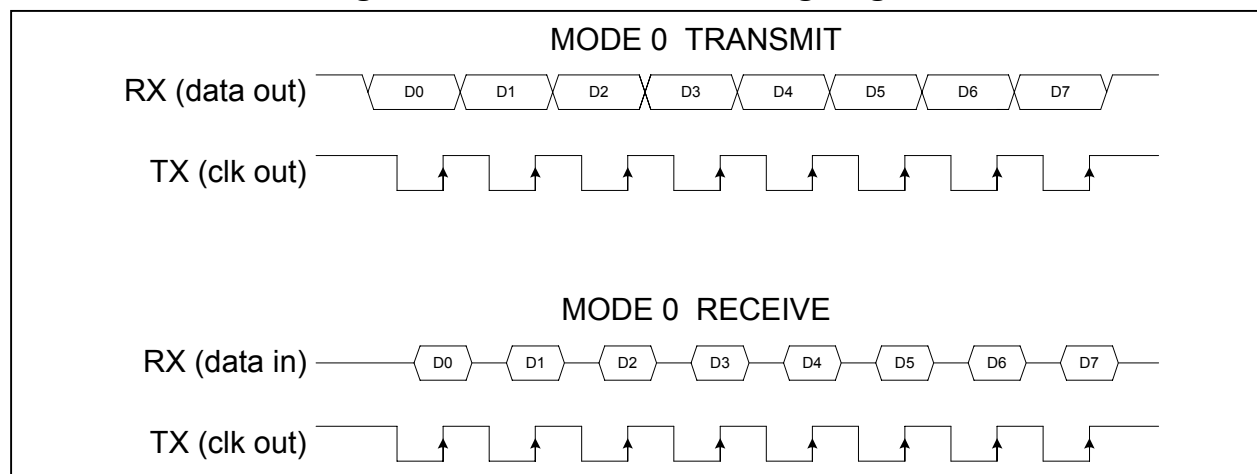 MODE 0 TRANSMIT
RX (data out) D0 D1 D2 D3 D4 D5 D6 D7
TX (clk out)
MODE 0 RECEIVE
RX (data in) D0 D1 D2 D3 D4 D5 D6 D7
TX (clk out)